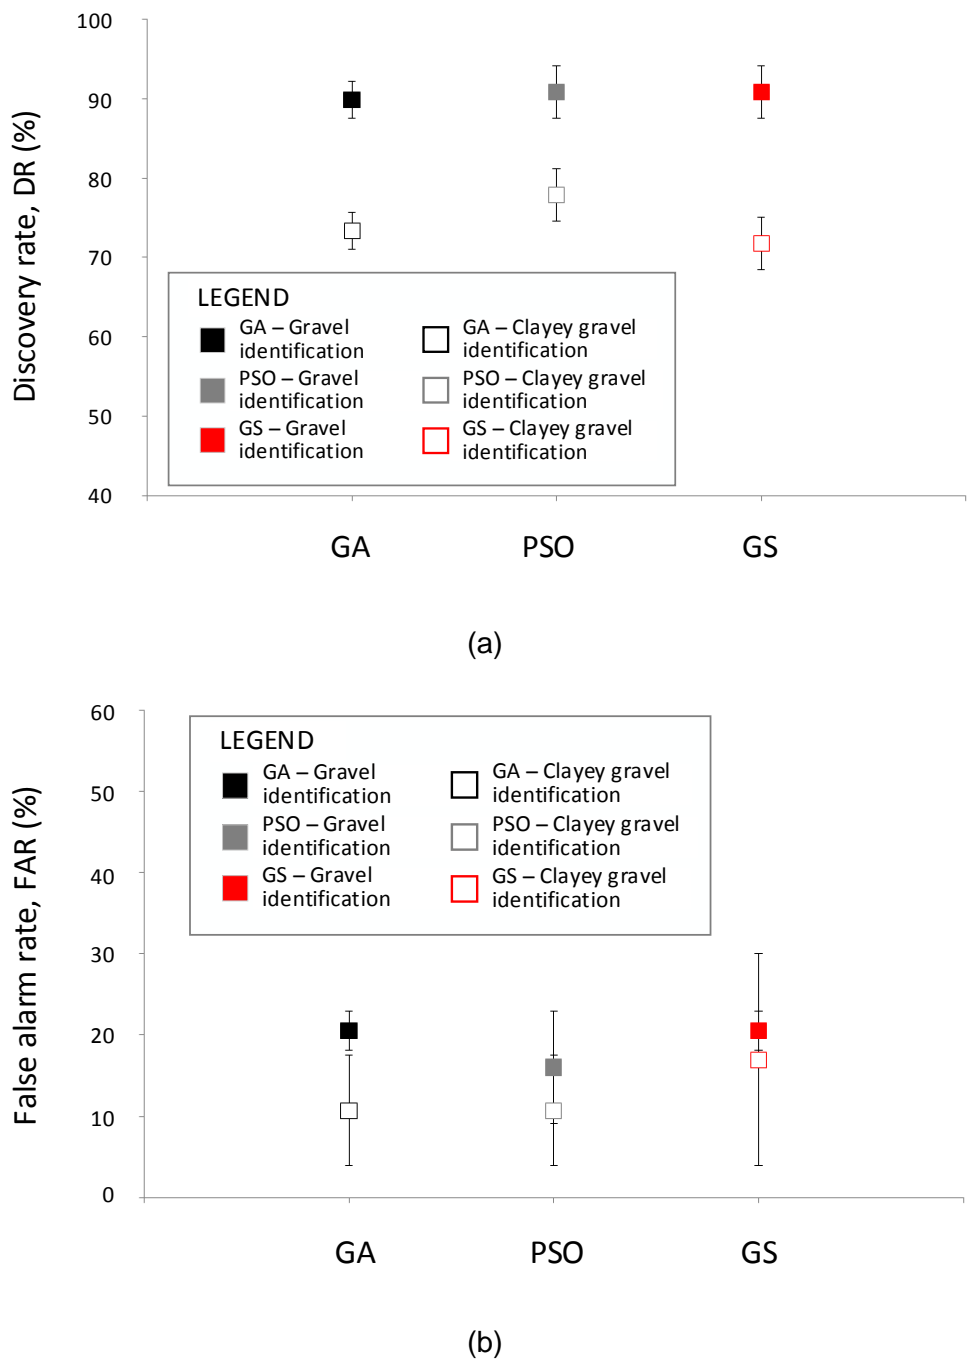 100
90
80
70
60
50
40
Discovery rate, DR (%)
LEGEND
GA – Gravel
identification
GA – Clayey gravel
identification
PSO – Gravel
identification
PSO – Clayey gravel
identification
GS – Gravel
identification
GS – Clayey gravel
identification
GA
PSO
GS
(a)
60
50
40
30
20
10
0
False alarm rate, FAR (%)
LEGEND
GA – Gravel
identification
GA – Clayey gravel
identification
PSO – Gravel
identification
PSO – Clayey gravel
identification
GS – Gravel
identification
GS – Clayey gravel
identification
GA
PSO
GS
(b)